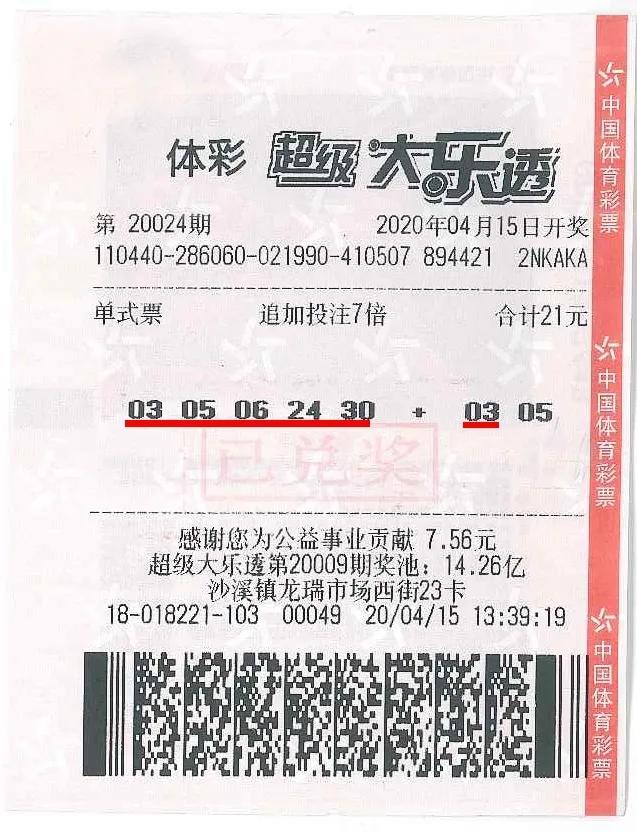 体彩 超级大乐透
第 20024期 2020年04月15日开奖
110440-286060-021990-410507 894421 2NKAKA
单式票 追加投注7倍 合计21元
03 05 06 24 30 + 03 05
已兑奖
感谢您为公益事业贡献 7.56元
超级大乐透第20009期奖池：14.26亿
沙溪镇龙瑞市场西街23卡
18-018221-103 00049 20/04/15 13:39:19
中国体育彩票
中国体育彩票
中国体育彩票